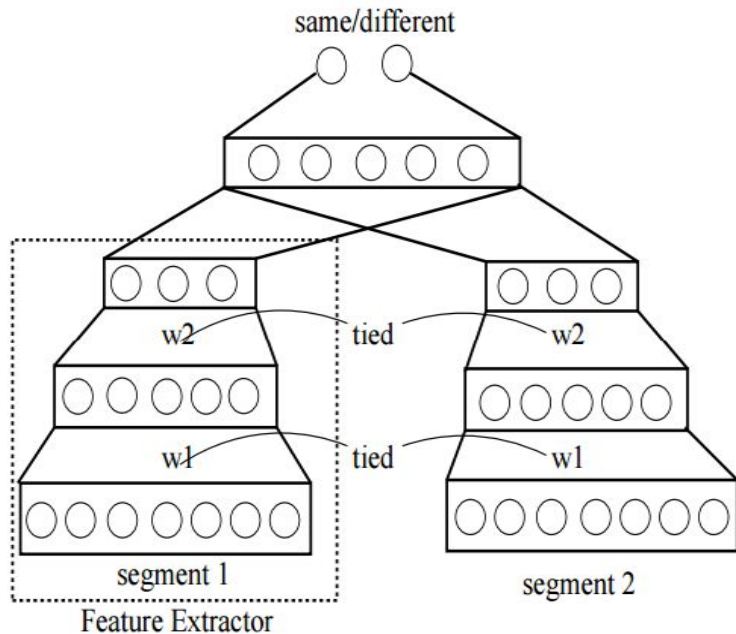 same/different
w2 tied w2
w1 tied w1
segment 1
segment 2
Feature Extractor